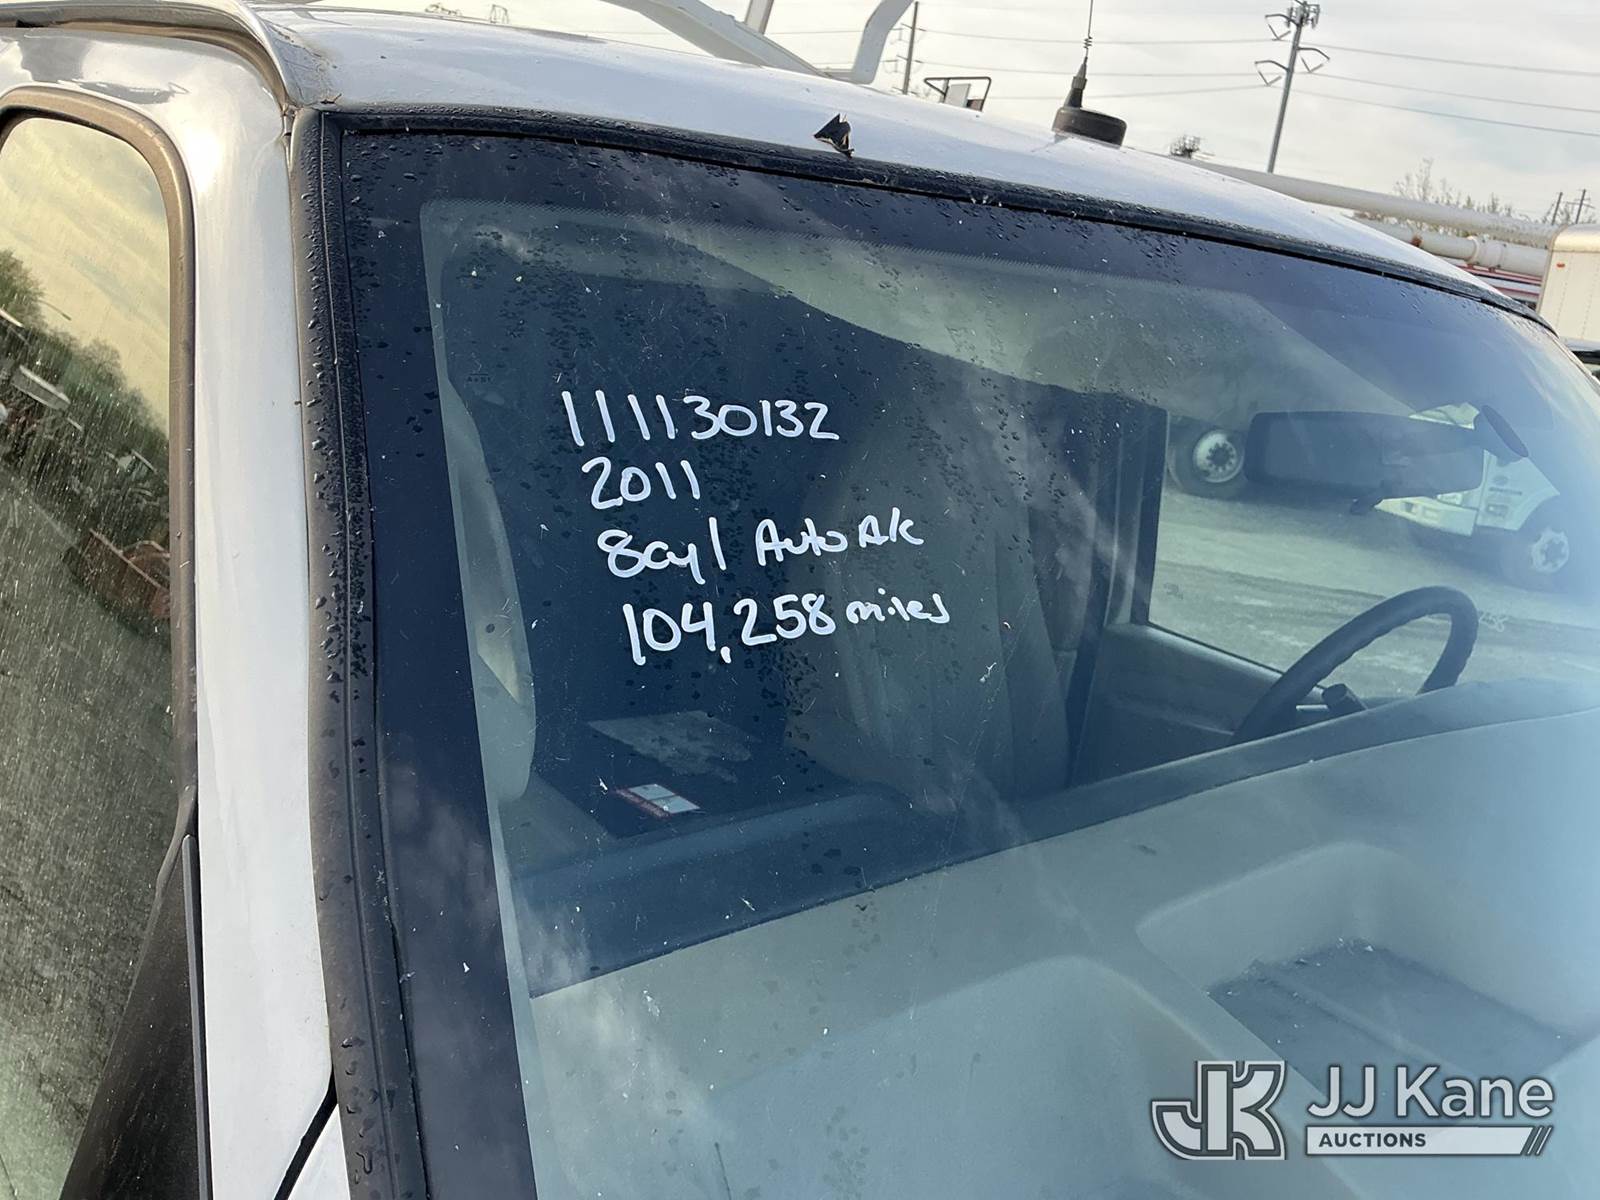 111130132
2011
8cyl Auto A/c
104,258 miles
JJ Kane
AUCTIONS